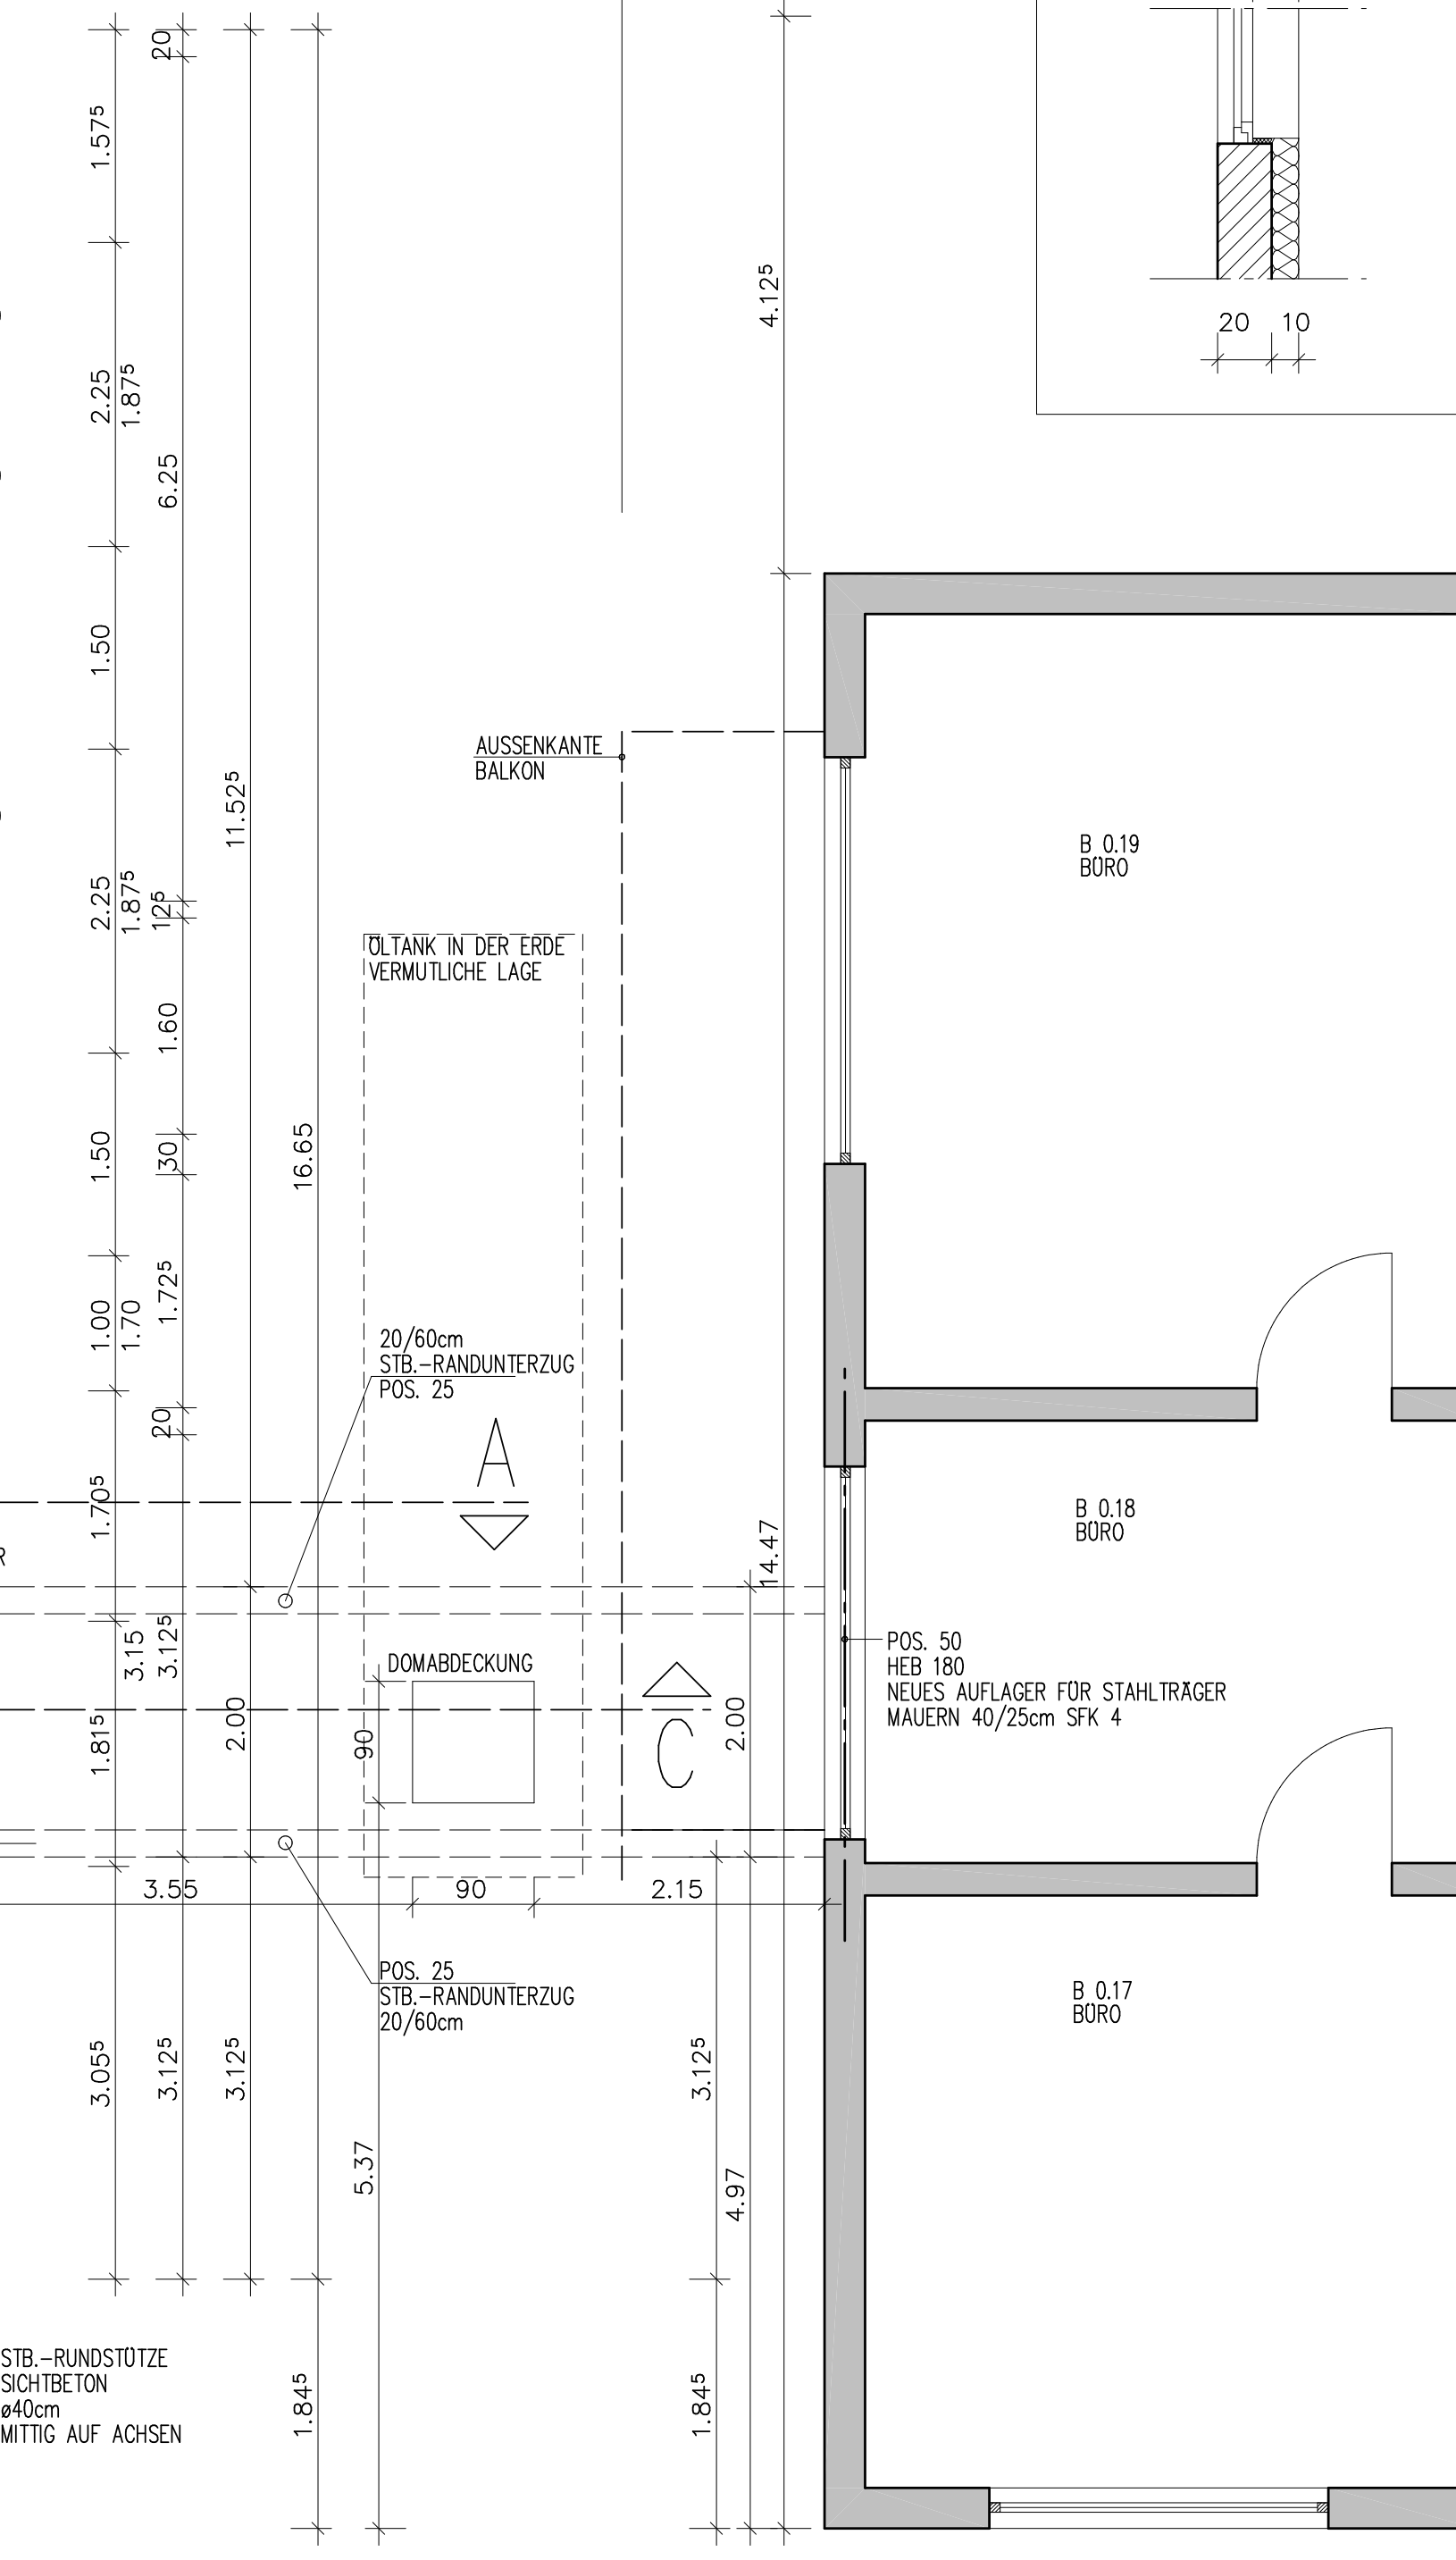 20
1.57⁵
4.12⁵
20 10
2.25
1.87⁵
6.25
1.50
AUSSENKANTE
BALKON
11.52⁵
B 0.19
BÜRO
2.25
1.87⁵
12⁵
ÖLTANK IN DER ERDE
VERMUTLICHE LAGE
1.60
16.65
1.50
30
1.72⁵
1.00
1.70
20/60cm
STB.-RANDUNTERZUG
POS. 25
20
A
1.70⁵
B 0.18
BÜRO
14.47
R
3.15
3.12⁵
DOMABDECKUNG
POS. 50
HEB 180
NEUES AUFLAGER FÜR STAHLTRÄGER
MAUERN 40/25cm SFK 4
1.81⁵
2.00
90
C
2.00
3.55
90
2.15
POS. 25
STB.-RANDUNTERZUG
20/60cm
B 0.17
BÜRO
3.05⁵
3.12⁵
3.12⁵
3.12⁵
5.37
4.97
STB.-RUNDSTÜTZE
SICHTBETON
ø40cm
MITTIG AUF ACHSEN
1.84⁵
1.84⁵